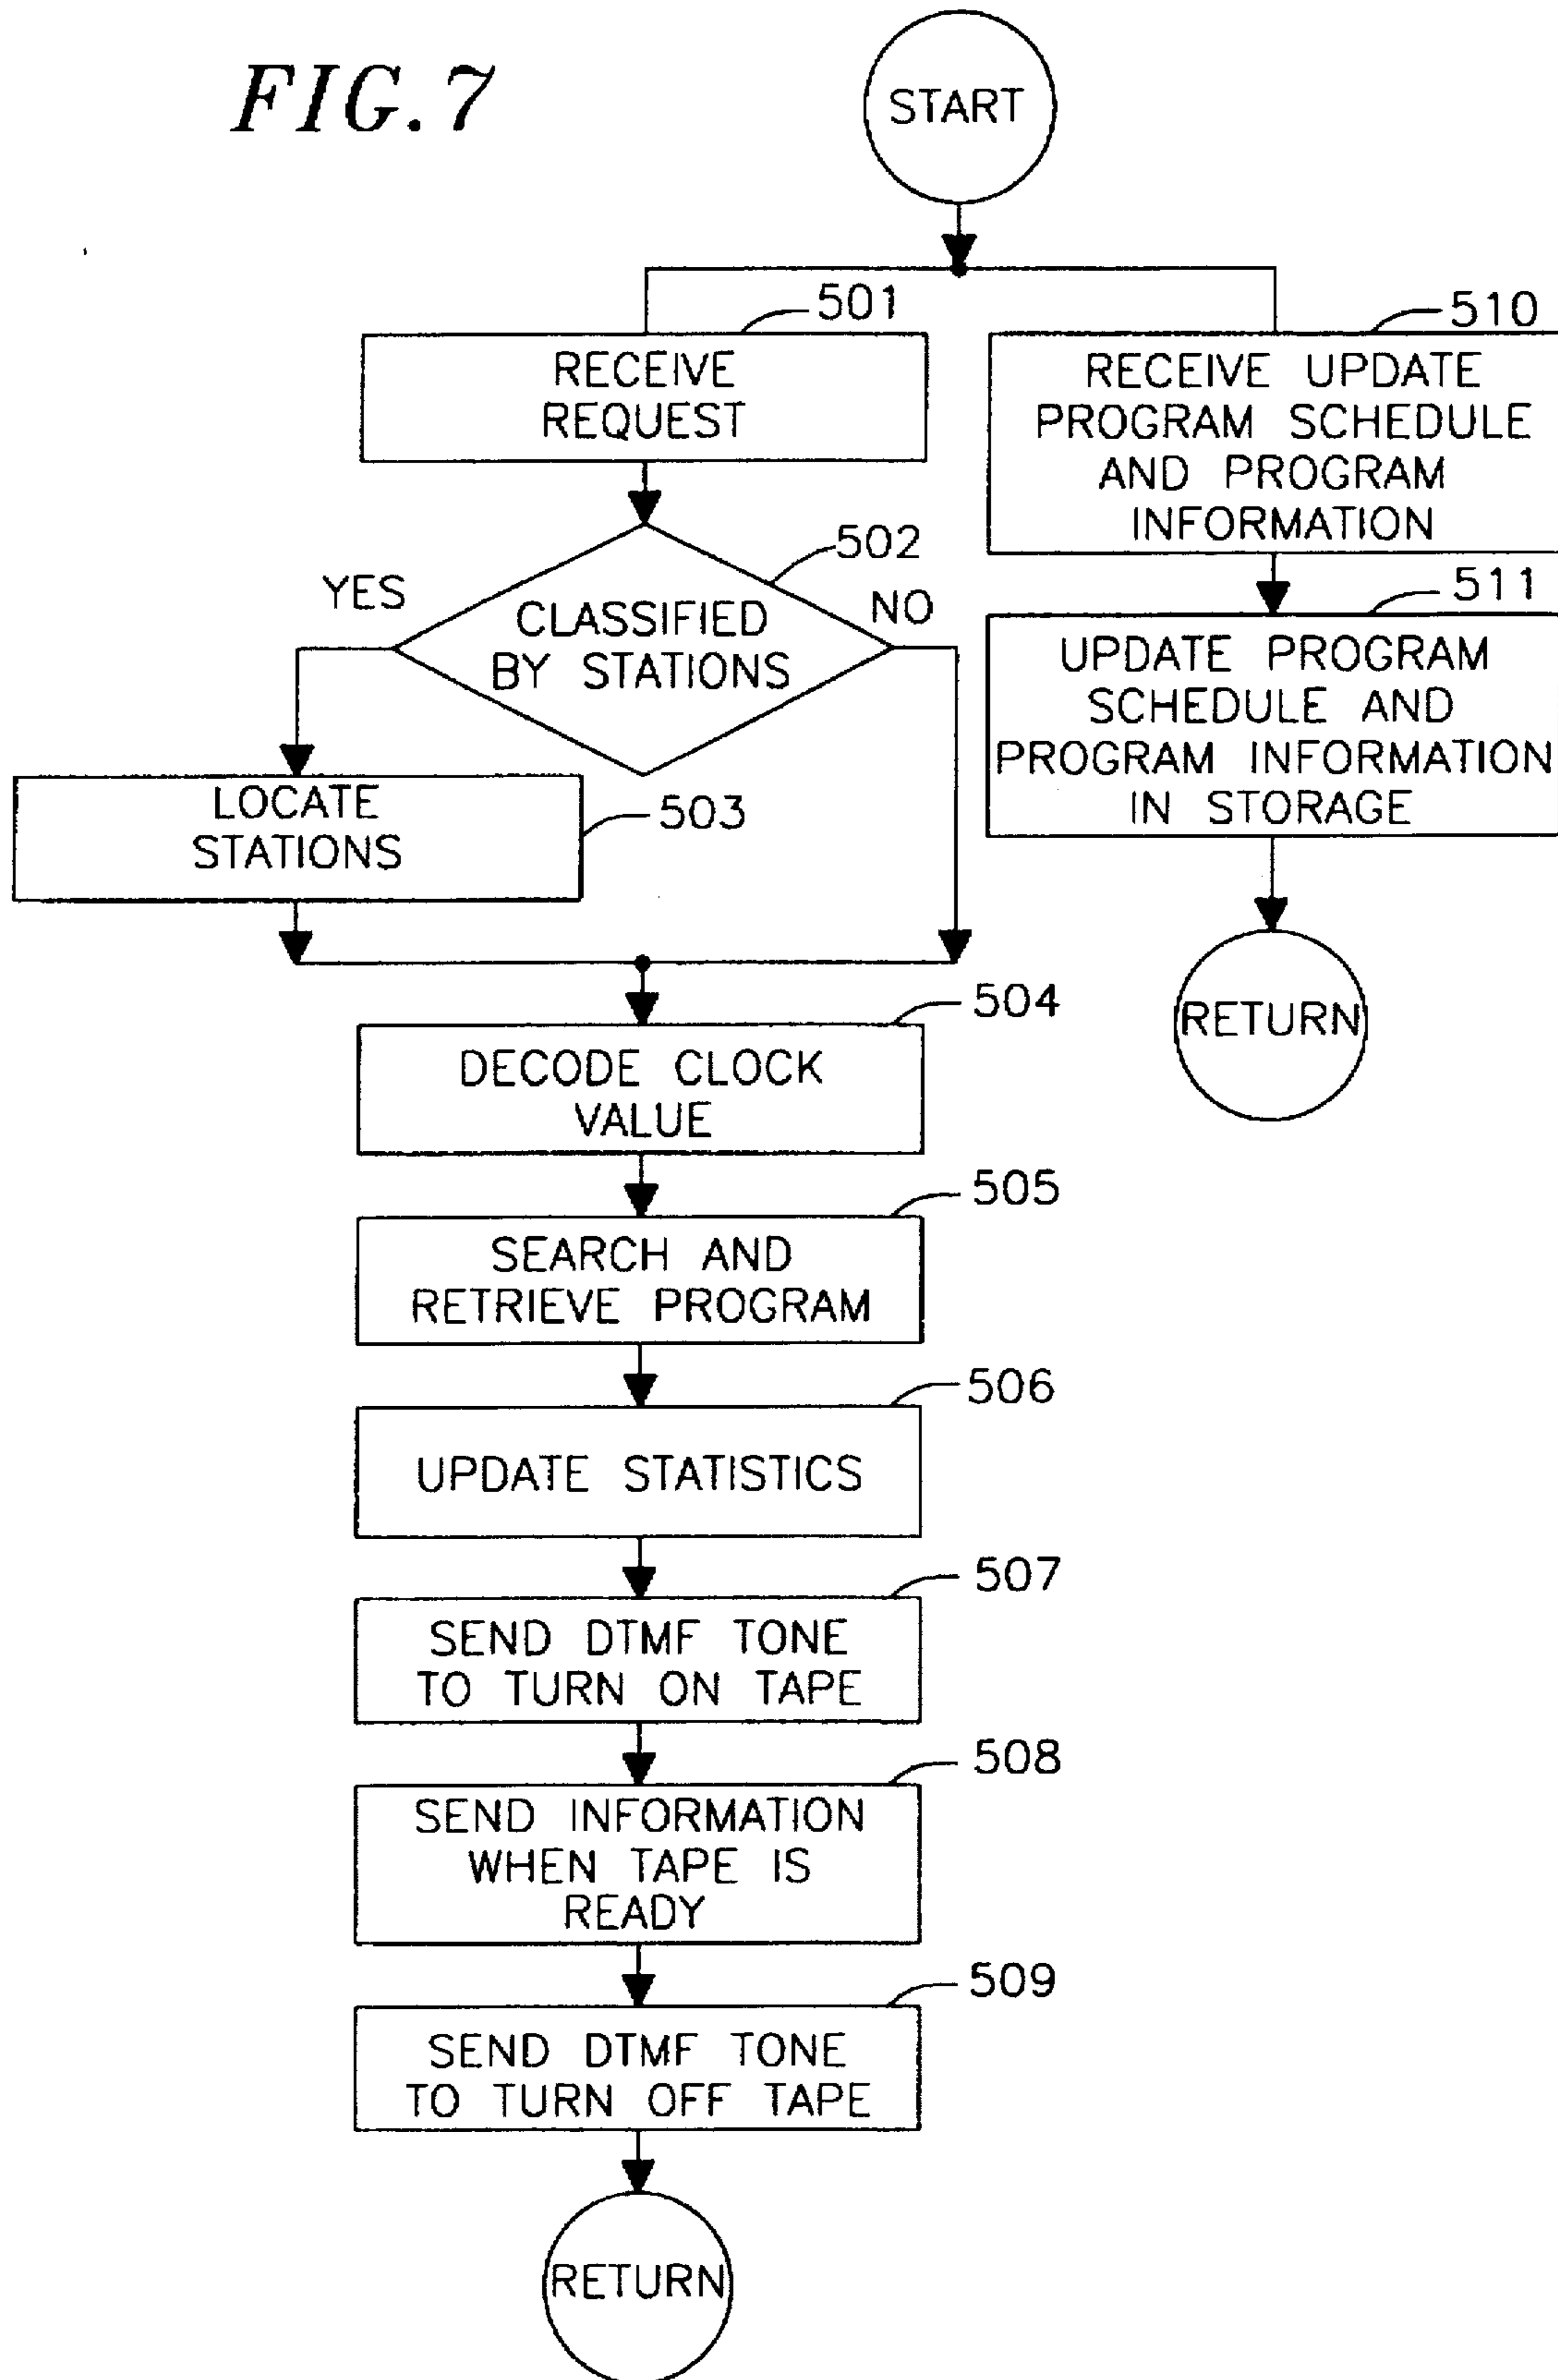 FIG. 7
START
501
RECEIVE
REQUEST
502
YES
NO
CLASSIFIED
BY STATIONS
LOCATE
STATIONS
503
504
DECODE CLOCK
VALUE
505
SEARCH AND
RETRIEVE PROGRAM
506
UPDATE STATISTICS
507
SEND DTMF TONE
TO TURN ON TAPE
508
SEND INFORMATION
WHEN TAPE IS
READY
509
SEND DTMF TONE
TO TURN OFF TAPE
RETURN
510
RECEIVE UPDATE
PROGRAM SCHEDULE
AND PROGRAM
INFORMATION
511
UPDATE PROGRAM
SCHEDULE AND
PROGRAM INFORMATION
IN STORAGE
RETURN